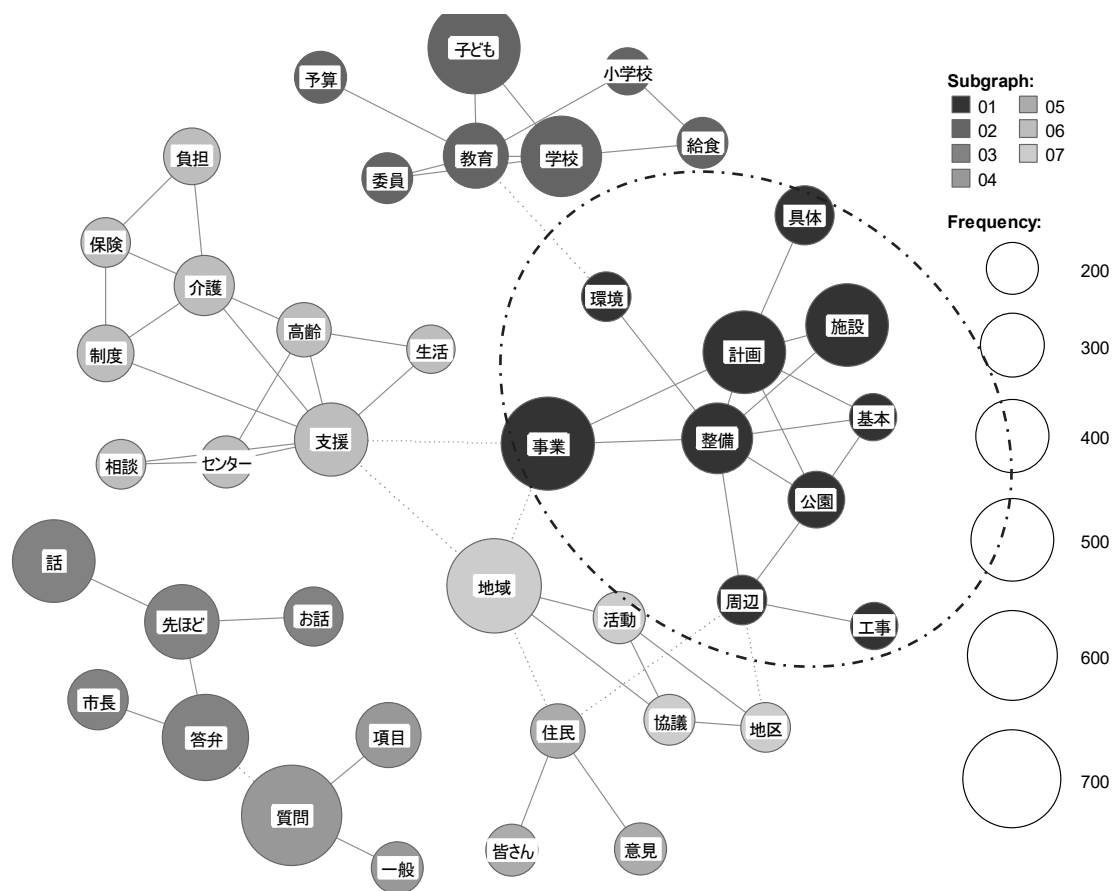 子ども
予算
小学校
教育
学校
給食
委員
負担
保険
介護
高齢
制度
生活
支援
相談
センター
具体
環境
施設
計画
基本
事業
整備
公園
周辺
工事
地域
活動
協議
地区
住民
皆さん
意見
話
先ほど
お話
市長
答弁
項目
質問
一般
Subgraph:
01 05
02 06
03 07
04
Frequency:
200
300
400
500
600
700